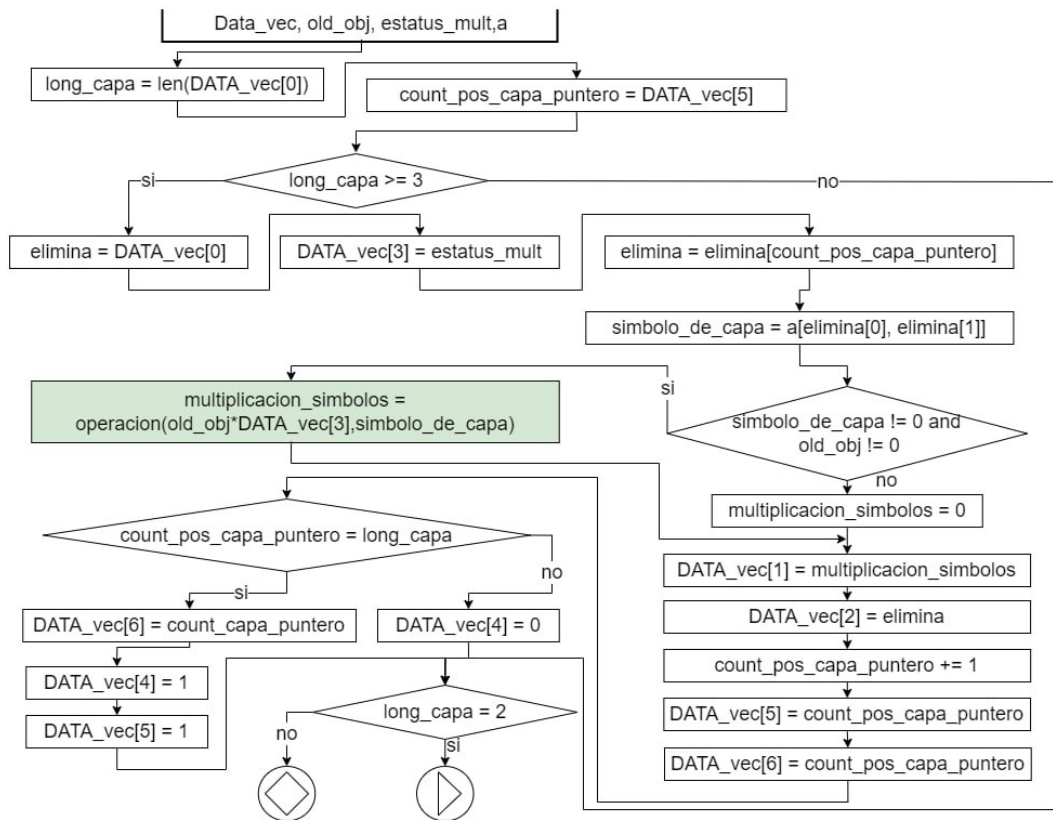 Data_vec, old_obj, estatus_mult,a
long_capa = len(DATA_vec[0])
count_pos_capa_puntero = DATA_vec[5]
si
long_capa >= 3
no
elimina = DATA_vec[0]
DATA_vec[3] = estatus_mult
elimina = elimina[count_pos_capa_puntero]
simbolo_de_capa = a[elimina[0], elimina[1]]
si
multiplicacion_simbolos =
operacion(old_obj*DATA_vec[3],simbolo_de_capa)
simbolo_de_capa != 0 and
old_obj != 0
no
multiplicacion_simbolos = 0
count_pos_capa_puntero = long_capa
no
si
DATA_vec[1] = multiplicacion_simbolos
DATA_vec[6] = count_capa_puntero
DATA_vec[4] = 0
DATA_vec[2] = elimina
DATA_vec[4] = 1
count_pos_capa_puntero += 1
DATA_vec[5] = 1
long_capa = 2
DATA_vec[5] = count_pos_capa_puntero
no
si
DATA_vec[6] = count_pos_capa_puntero